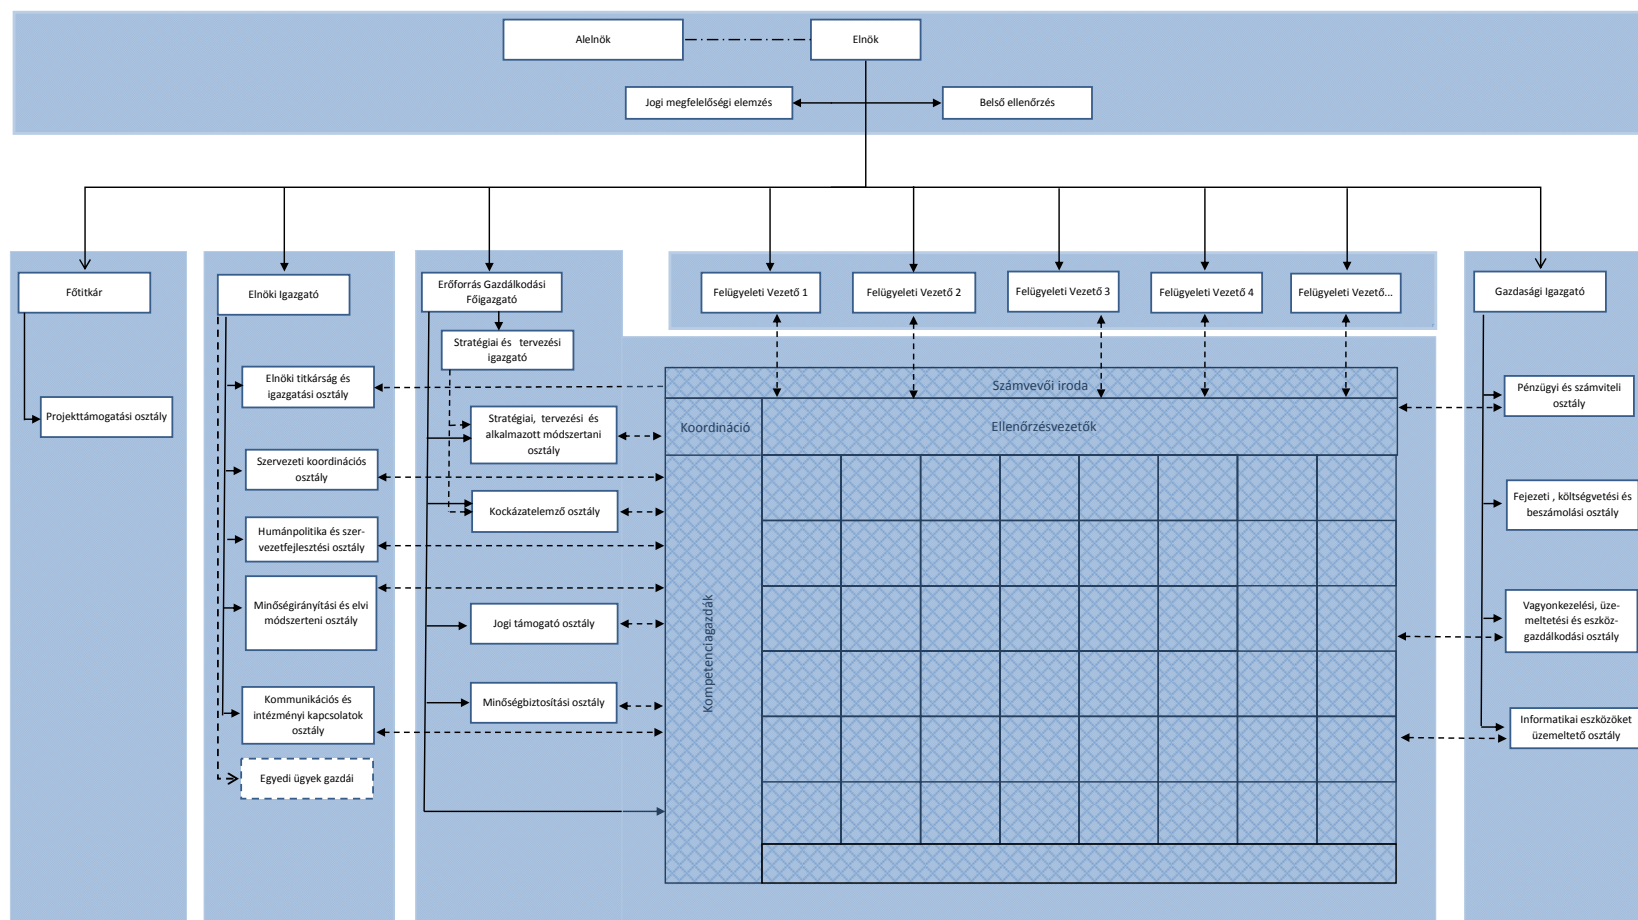 Alelnök
Elnök
Jogi megfelelőségi elemzés
Belső ellenőrzés
Főtitkár
Elnöki Igazgató
Erőforrás Gazdálkodási
Főigazgató
Felügyeleti Vezető 1
Felügyeleti Vezető 2
Felügyeleti Vezető 3
Felügyeleti Vezető 4
Felügyeleti Vezető...
Gazdasági Igazgató
Stratégiai és tervezési
igazgató
Projekttámogatási osztály
Elnöki titkárság és
igazgatási osztály
Szervezeti koordinációs
osztály
Humánpolitika és szer-
vezetfejlesztési osztály
Minőségirányítási és elvi
módszerteni osztály
Kommunikációs és
intézményi kapcsolatok
osztály
Egyedi ügyek gazdái
Stratégiai, tervezési és
alkalmazott módszertani
osztály
Kockázatelemző osztály
Jogi támogató osztály
Minőségbiztosítási osztály
Számvevői iroda
Koordináció
Ellenőrzésvezetők
Kompetenciagazdák
Pénzügyi és számviteli
osztály
Fejezeti , költségvetési és
beszámolási osztály
Vagyonkezelési, üze-
meltetési és eszköz-
gazdálkodási osztály
Informatikai eszközöket
üzemeltető osztály